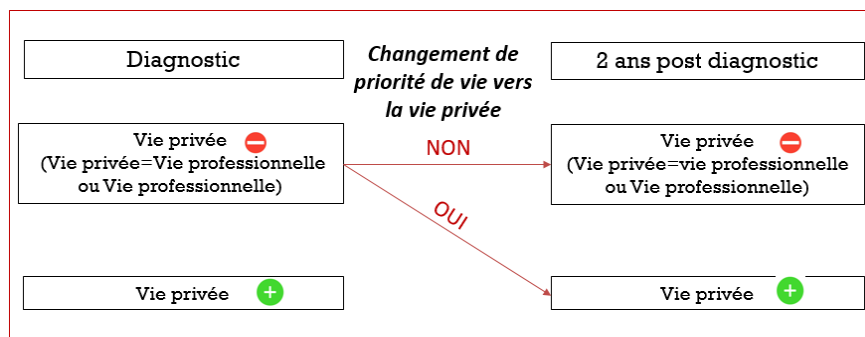 Diagnostic
Changement de
priorité de vie vers
la vie privée
2 ans post diagnostic
Vie privée
(Vie privée=Vie professionnelle
ou Vie professionnelle)
NON
Vie privée
(Vie privée=vie professionnelle
ou Vie professionnelle)
OUI
Vie privée
Vie privée